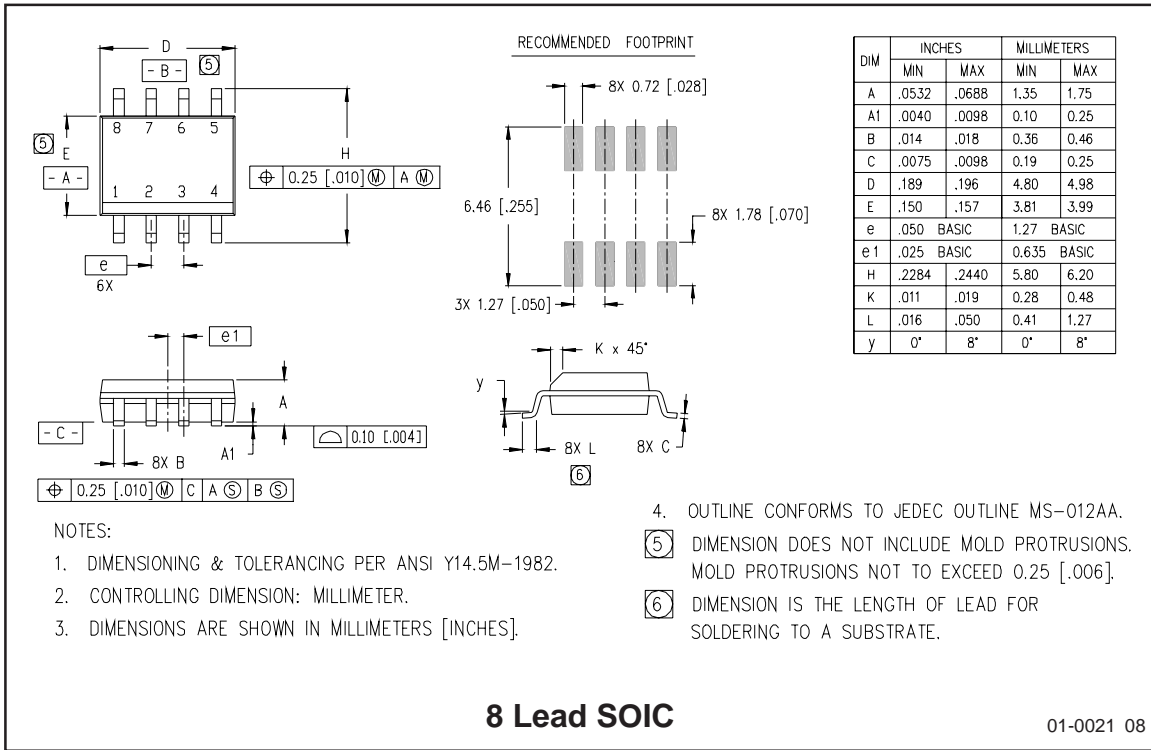 D
- B - 5
8 7 6 5
5 E
- A -
1 2 3 4
H
⌖ 0.25 [.010] Ⓜ A Ⓜ
e
6X
e1
A
- C -
8X B A1
⌓ 0.10 [.004]
⌖ 0.25 [.010] Ⓜ C A Ⓢ B Ⓢ
RECOMMENDED FOOTPRINT
8X 0.72 [.028]
6.46 [.255]
8X 1.78 [.070]
3X 1.27 [.050]
K x 45°
y
8X L 8X C
6
DIM INCHES MILLIMETERS
MIN MAX MIN MAX
A .0532 .0688 1.35 1.75
A1 .0040 .0098 0.10 0.25
B .014 .018 0.36 0.46
C .0075 .0098 0.19 0.25
D .189 .196 4.80 4.98
E .150 .157 3.81 3.99
e .050 BASIC 1.27 BASIC
e1 .025 BASIC 0.635 BASIC
H .2284 .2440 5.80 6.20
K .011 .019 0.28 0.48
L .016 .050 0.41 1.27
y 0° 8° 0° 8°
NOTES:
1. DIMENSIONING & TOLERANCING PER ANSI Y14.5M-1982.
2. CONTROLLING DIMENSION: MILLIMETER.
3. DIMENSIONS ARE SHOWN IN MILLIMETERS [INCHES].
4. OUTLINE CONFORMS TO JEDEC OUTLINE MS-012AA.
5 DIMENSION DOES NOT INCLUDE MOLD PROTRUSIONS.
MOLD PROTRUSIONS NOT TO EXCEED 0.25 [.006].
6 DIMENSION IS THE LENGTH OF LEAD FOR
SOLDERING TO A SUBSTRATE.
8 Lead SOIC
01-0021 08